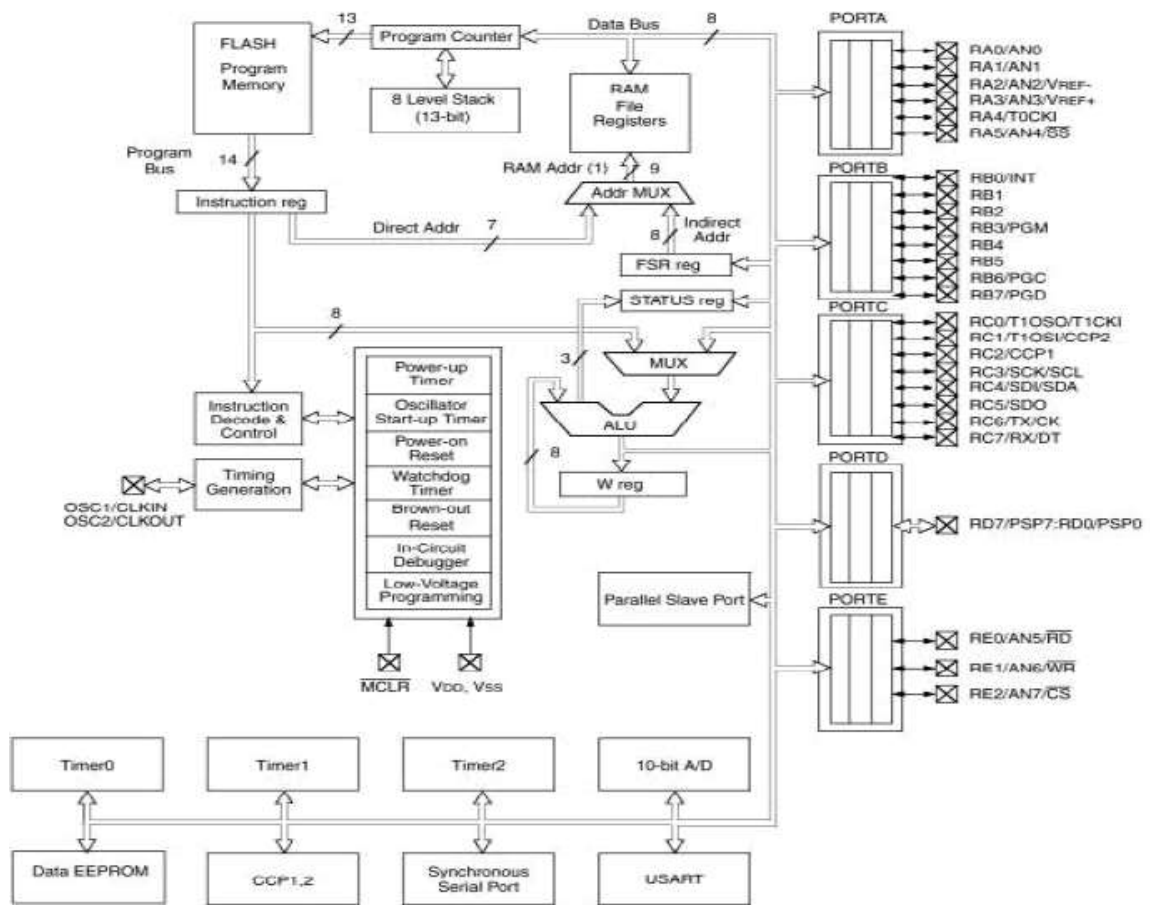 FLASH
Program
Memory
13
Program Counter
8 Level Stack
(13-bit)
Data Bus
8
RAM
File
Registers
Program
Bus
14
Instruction reg
RAM Addr (1)
9
Addr MUX
Direct Addr
7
8
Indirect
Addr
FSR reg
STATUS reg
8
3
MUX
ALU
8
W reg
Instruction
Decode &
Control
Timing
Generation
OSC1/CLKIN
OSC2/CLKOUT
Power-up
Timer
Oscillator
Start-up Timer
Power-on
Reset
Watchdog
Timer
Brown-out
Reset
In-Circuit
Debugger
Low-Voltage
Programming
MCLR
VDD, VSS
Parallel Slave Port
PORTA
RA0/AN0
RA1/AN1
RA2/AN2/VREF-
RA3/AN3/VREF+
RA4/T0CKI
RA5/AN4/SS
PORTB
RB0/INT
RB1
RB2
RB3/PGM
RB4
RB5
RB6/PGC
RB7/PGD
PORTC
RC0/T1OSO/T1CKI
RC1/T1OSI/CCP2
RC2/CCP1
RC3/SCK/SCL
RC4/SDI/SDA
RC5/SDO
RC6/TX/CK
RC7/RX/DT
PORTD
RD7/PSP7:RD0/PSP0
PORTE
RE0/AN5/RD
RE1/AN6/WR
RE2/AN7/CS
Timer0
Timer1
Timer2
10-bit A/D
Data EEPROM
CCP1,2
Synchronous
Serial Port
USART